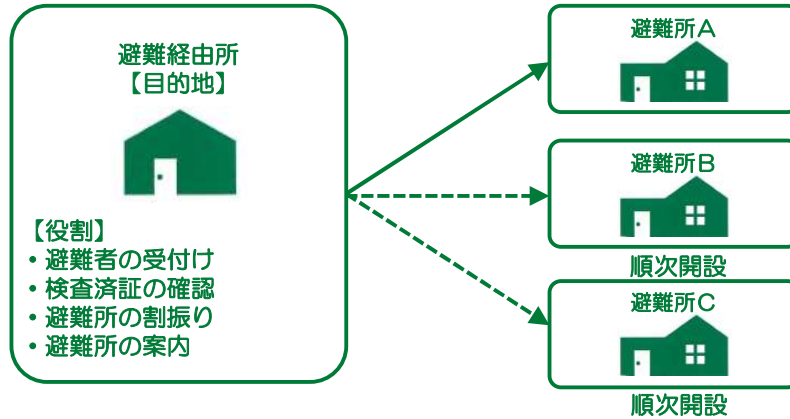 避難経由所
【目的地】
【役割】
・避難者の受付け
・検査済証の確認
・避難所の割振り
・避難所の案内
避難所A
避難所B
順次開設
避難所C
順次開設